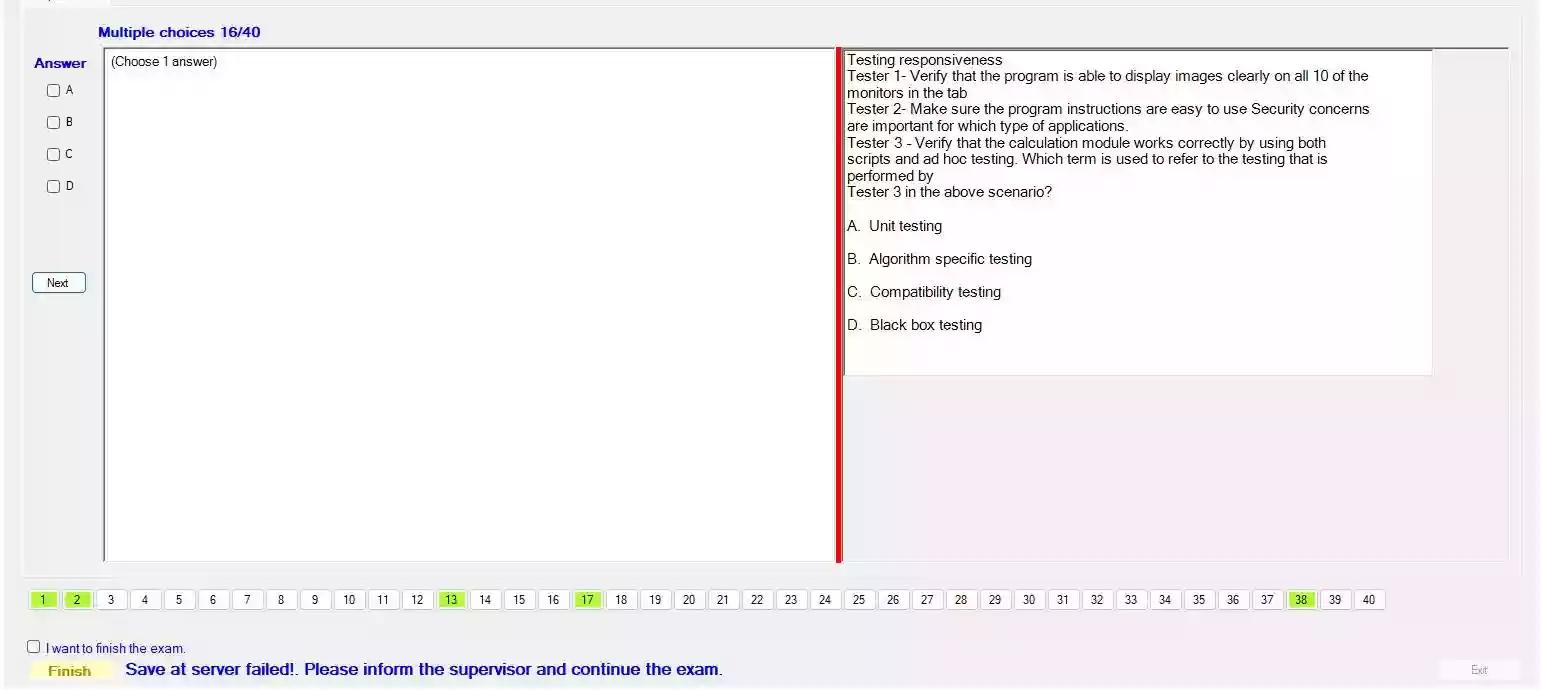 Multiple choices 16/40
Answer
(Choose 1 answer)
A
B
C
D
Next
Testing responsiveness
Tester 1- Verify that the program is able to display images clearly on all 10 of the
monitors in the tab
Tester 2- Make sure the program instructions are easy to use Security concerns
are important for which type of applications.
Tester 3 - Verify that the calculation module works correctly by using both
scripts and ad hoc testing. Which term is used to refer to the testing that is
performed by
Tester 3 in the above scenario?
A. Unit testing
B. Algorithm specific testing
C. Compatibility testing
D. Black box testing
1 2 3 4 5 6 7 8 9 10 11 12 13 14 15 16 17 18 19 20 21 22 23 24 25 26 27 28 29 30 31 32 33 34 35 36 37 38 39 40
I want to finish the exam.
Finish Save at server failed!. Please inform the supervisor and continue the exam. Exit